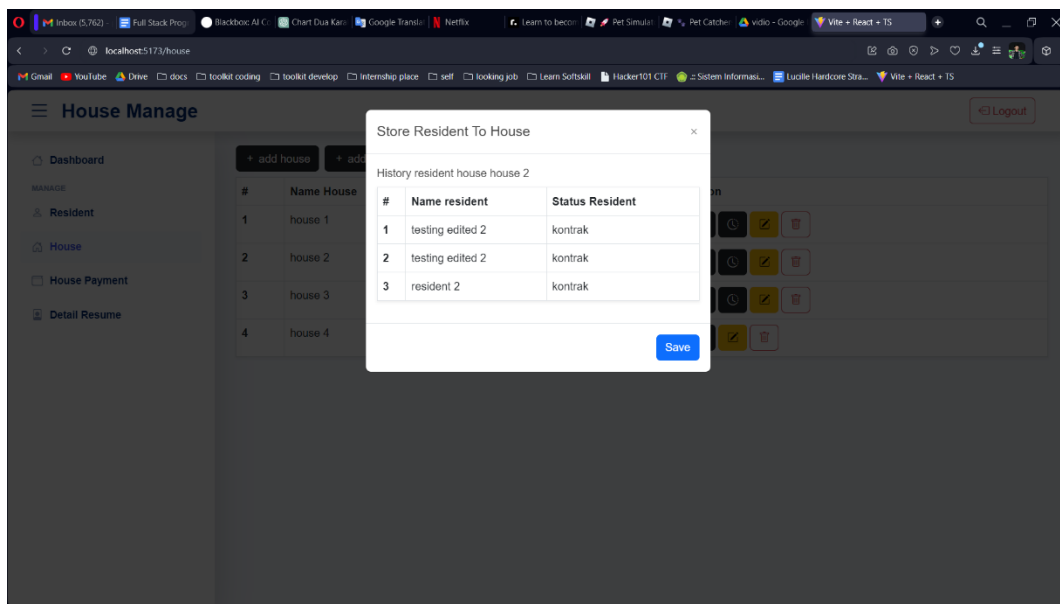 Inbox (5,762) - Full Stack Prog Blackbox: AI Co Chart Dua Kara Google Transla Netflix Learn to becom Pet Simulat Pet Catcher vidio - Google Vite + React + TS
localhost:5173/house
Gmail YouTube Drive docs toolkit coding toolkit develop Internship place self looking job Learn Softskill Hacker101 CTF .:: Sistem Informasi... Lucille Hardcore Stra... Vite + React + TS
House Manage
Logout
Dashboard
MANAGE
Resident
House
House Payment
Detail Resume
+ add house + add
# Name House
1 house 1
2 house 2
3 house 3
4 house 4
Store Resident To House ×
History resident house house 2
# Name resident Status Resident
1 testing edited 2 kontrak
2 testing edited 2 kontrak
3 resident 2 kontrak
Save